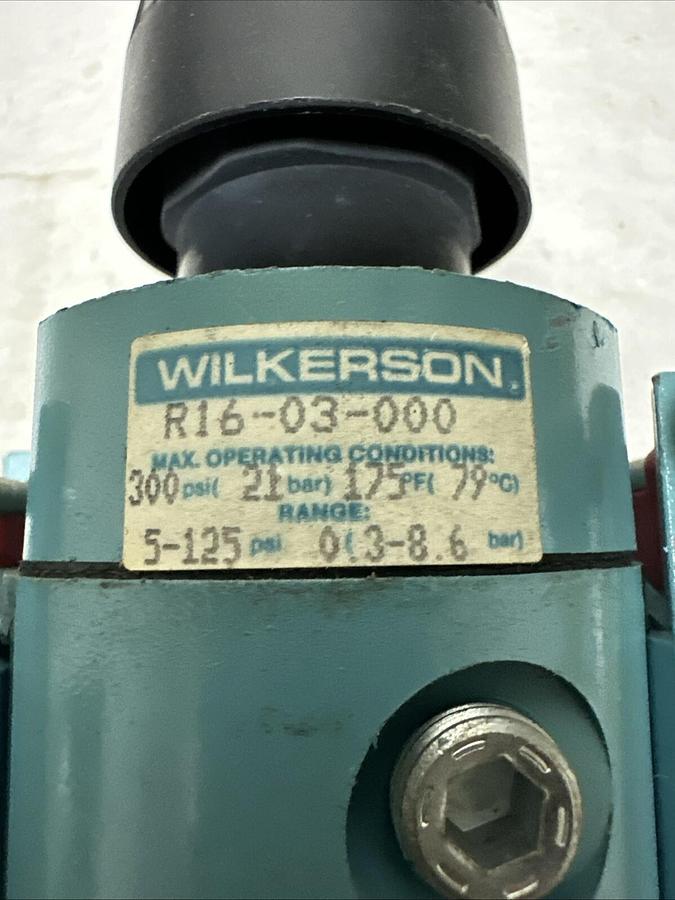 WILKERSON
R16-03-000
MAX. OPERATING CONDITIONS:
300 psi( 21 bar) 175°F( 79°C)
RANGE:
5-125 psi 0(.3-8.6 bar)